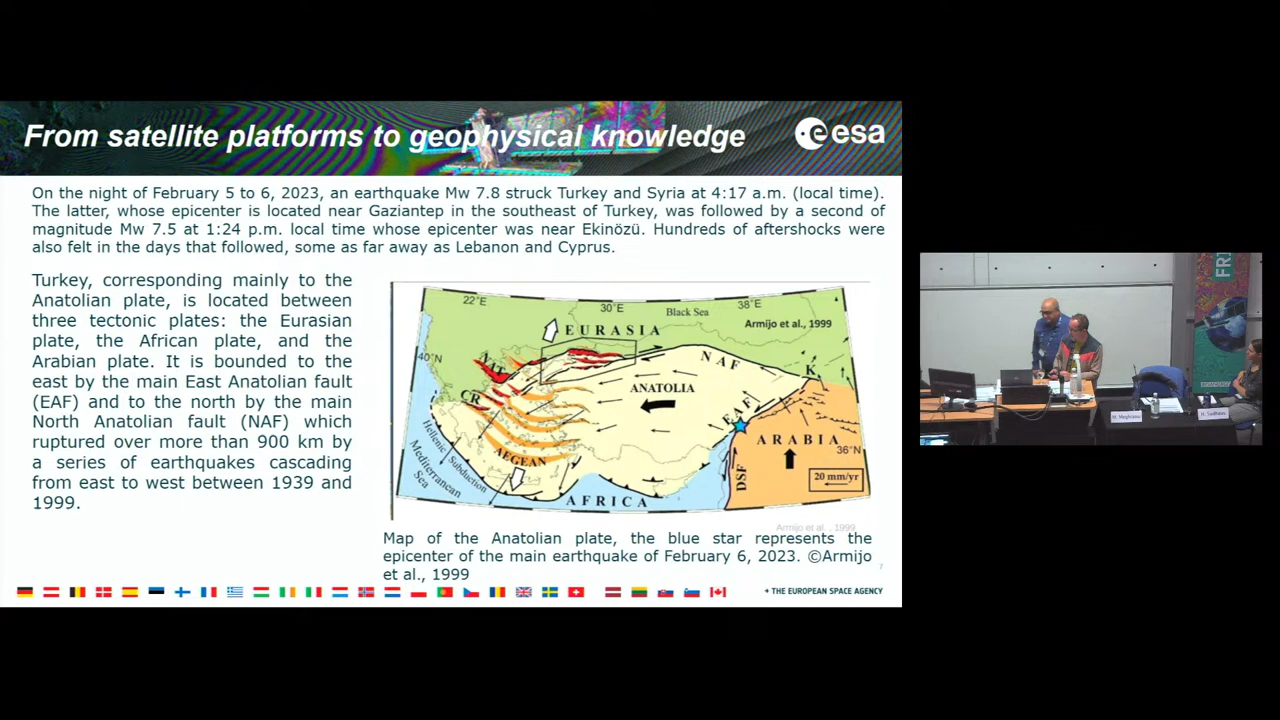 From satellite platforms to geophysical knowledge
esa
On the night of February 5 to 6, 2023, an earthquake Mw 7.8 struck Turkey and Syria at 4:17 a.m. (local time).
The latter, whose epicenter is located near Gaziantep in the southeast of Turkey, was followed by a second of
magnitude Mw 7.5 at 1:24 p.m. local time whose epicenter was near Ekinözü. Hundreds of aftershocks were
also felt in the days that followed, some as far away as Lebanon and Cyprus.
Turkey, corresponding mainly to the
Anatolian plate, is located between
three tectonic plates: the Eurasian
plate, the African plate, and the
Arabian plate. It is bounded to the
east by the main East Anatolian fault
(EAF) and to the north by the main
North Anatolian fault (NAF) which
ruptured over more than 900 km by
a series of earthquakes cascading
from east to west between 1939 and
1999.
22°E
30°E
38°E
Black Sea
EURASIA
Armijo et al., 1999
40°N
NAT
NAF
K
CR
ANATOLIA
EAF
AEGEAN
ARABIA
36°N
Hellenic Subduction
Mediterranean
Sea
DSF
20 mm/yr
AFRICA
Armijo et al., 1999
Map of the Anatolian plate, the blue star represents the
epicenter of the main earthquake of February 6, 2023. ©Armijo
et al., 1999
7
→ THE EUROPEAN SPACE AGENCY
FRI